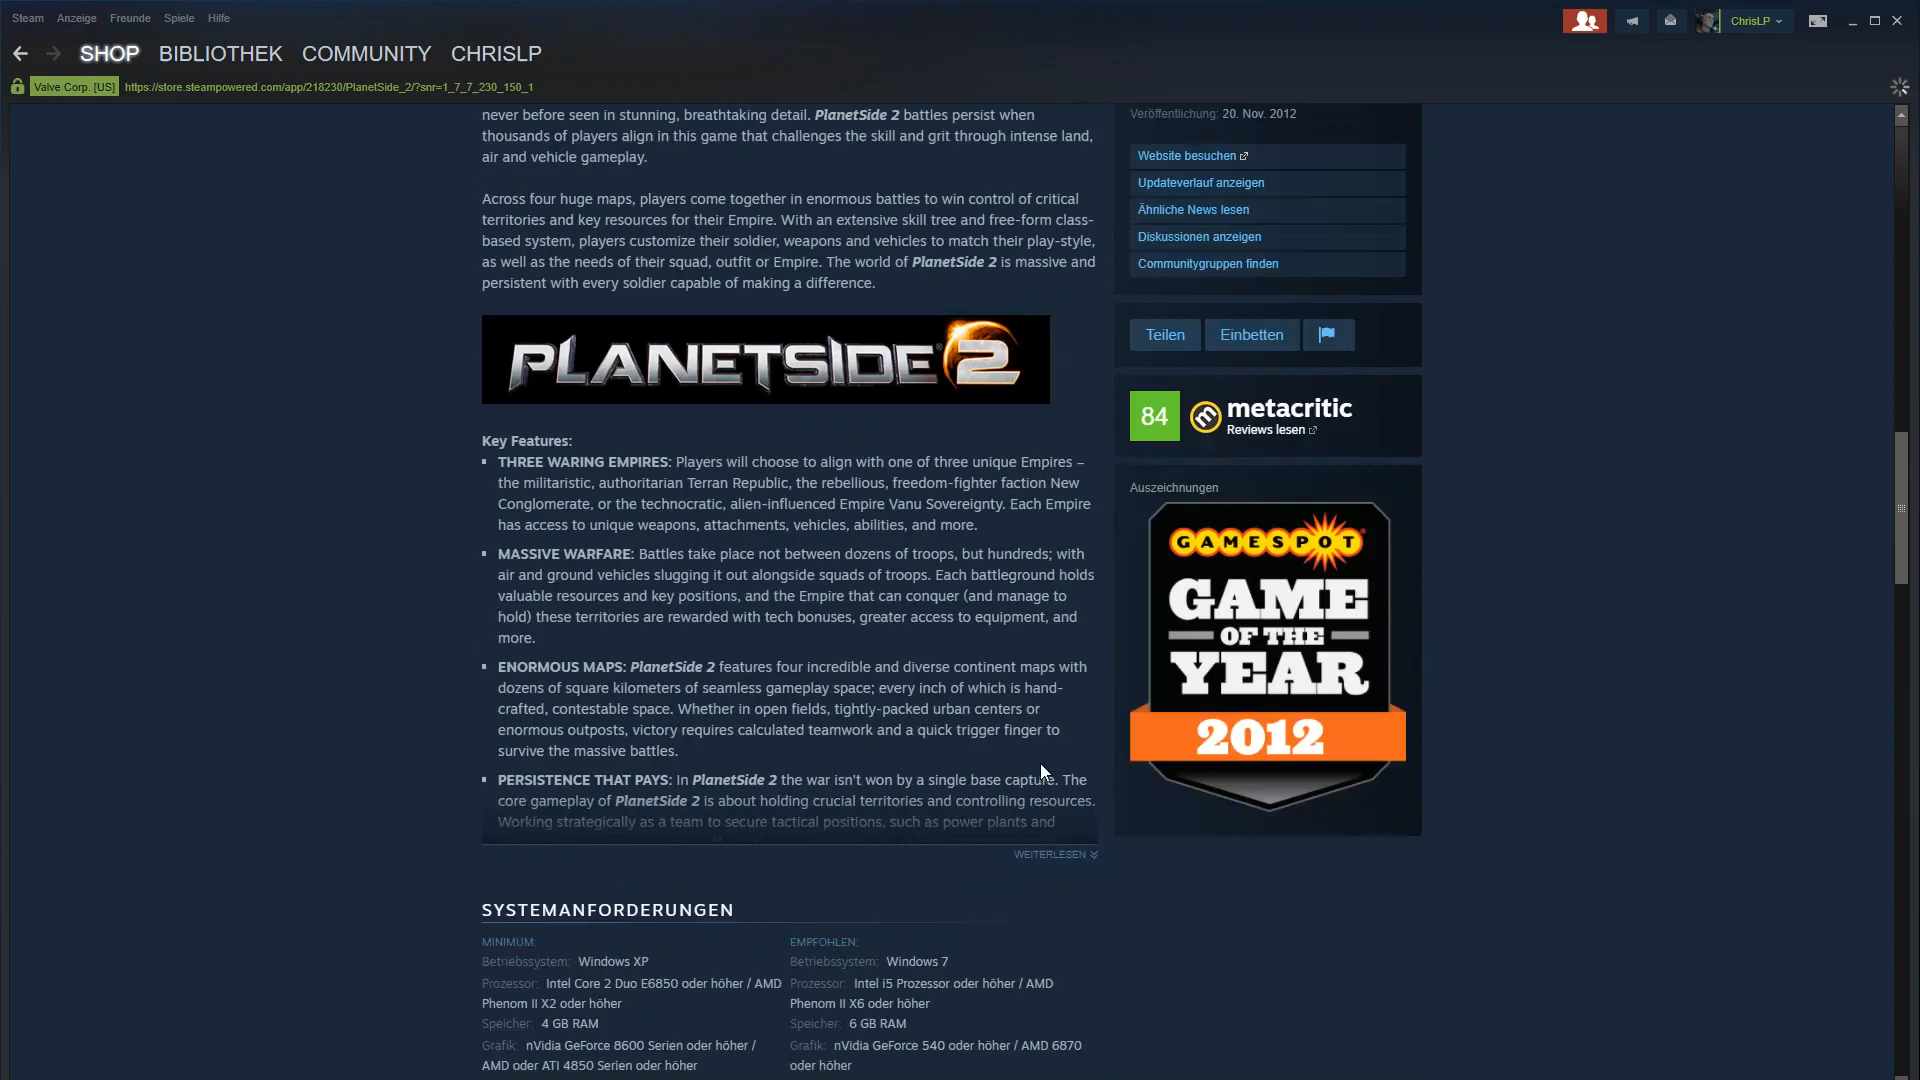 Steam Anzeige Freunde Spiele Hilfe
ChrisLP
SHOP BIBLIOTHEK COMMUNITY CHRISLP
Valve Corp. [US] https://store.steampowered.com/app/218230/PlanetSide_2/?snr=1_7_7_230_150_1
never before seen in stunning, breathtaking detail. PlanetSide 2 battles persist when
thousands of players align in this game that challenges the skill and grit through intense land,
air and vehicle gameplay.
Across four huge maps, players come together in enormous battles to win control of critical
territories and key resources for their Empire. With an extensive skill tree and free-form class-
based system, players customize their soldier, weapons and vehicles to match their play-style,
as well as the needs of their squad, outfit or Empire. The world of PlanetSide 2 is massive and
persistent with every soldier capable of making a difference.
PLANETSIDE 2
Key Features:
THREE WARING EMPIRES: Players will choose to align with one of three unique Empires –
the militaristic, authoritarian Terran Republic, the rebellious, freedom-fighter faction New
Conglomerate, or the technocratic, alien-influenced Empire Vanu Sovereignty. Each Empire
has access to unique weapons, attachments, vehicles, abilities, and more.
MASSIVE WARFARE: Battles take place not between dozens of troops, but hundreds; with
air and ground vehicles slugging it out alongside squads of troops. Each battleground holds
valuable resources and key positions, and the Empire that can conquer (and manage to
hold) these territories are rewarded with tech bonuses, greater access to equipment, and
more.
ENORMOUS MAPS: PlanetSide 2 features four incredible and diverse continent maps with
dozens of square kilometers of seamless gameplay space; every inch of which is hand-
crafted, contestable space. Whether in open fields, tightly-packed urban centers or
enormous outposts, victory requires calculated teamwork and a quick trigger finger to
survive the massive battles.
PERSISTENCE THAT PAYS: In PlanetSide 2 the war isn't won by a single base capture. The
core gameplay of PlanetSide 2 is about holding crucial territories and controlling resources.
Working strategically as a team to secure tactical positions, such as power plants and
WEITERLESEN
SYSTEMANFORDERUNGEN
MINIMUM:
Betriebssystem: Windows XP
Prozessor: Intel Core 2 Duo E6850 oder höher / AMD
Phenom II X2 oder höher
Speicher: 4 GB RAM
Grafik: nVidia GeForce 8600 Serien oder höher /
AMD oder ATI 4850 Serien oder höher
EMPFOHLEN:
Betriebssystem: Windows 7
Prozessor: Intel i5 Prozessor oder höher / AMD
Phenom II X6 oder höher
Speicher: 6 GB RAM
Grafik: nVidia GeForce 540 oder höher / AMD 6870
oder höher
Veröffentlichung: 20. Nov. 2012
Website besuchen
Updateverlauf anzeigen
Ähnliche News lesen
Diskussionen anzeigen
Communitygruppen finden
Teilen Einbetten
84 metacritic
Reviews lesen
Auszeichnungen
GAMESPOT
GAME
OF THE
YEAR
2012